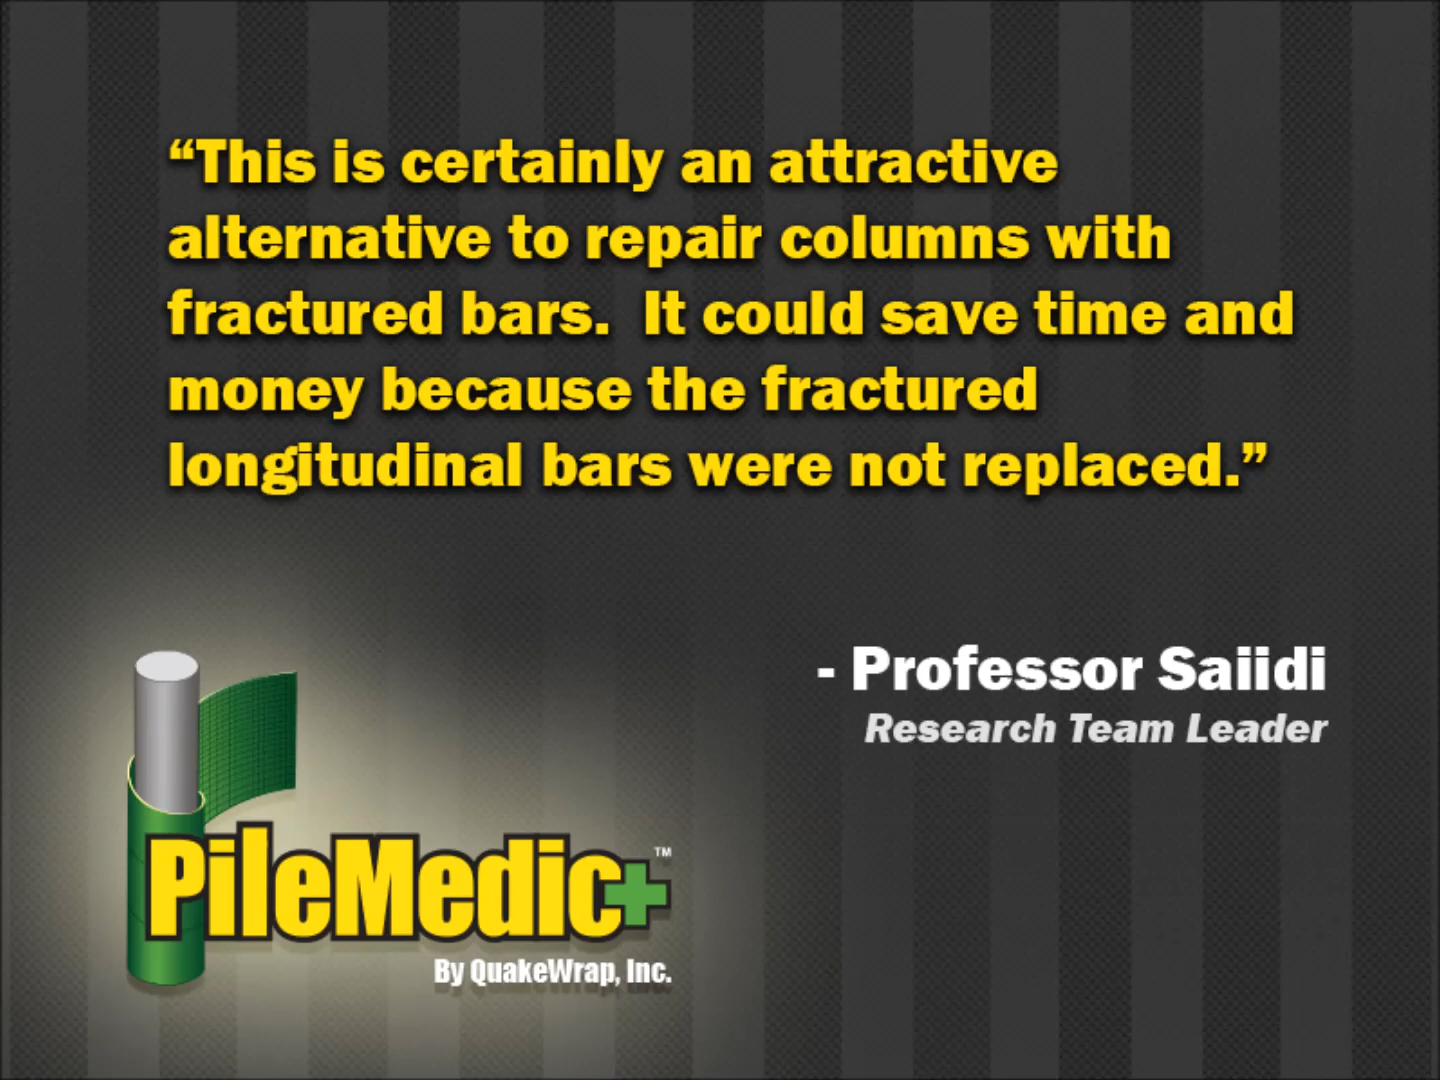 “This is certainly an attractive
alternative to repair columns with
fractured bars.  It could save time and
money because the fractured
longitudinal bars were not replaced.”
- Professor Saiidi
Research Team Leader
PileMedic+™
By QuakeWrap, Inc.